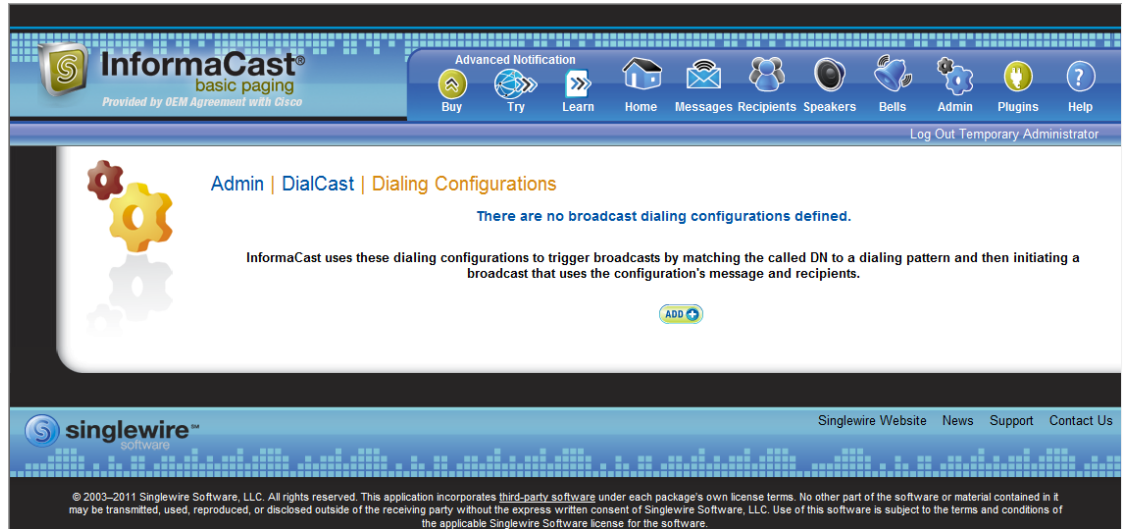 InformaCast®
basic paging
Provided by OEM Agreement with Cisco
Advanced Notification
Buy Try Learn Home Messages Recipients Speakers Bells Admin Plugins Help
Log Out Temporary Administrator
Admin | DialCast | Dialing Configurations
There are no broadcast dialing configurations defined.
InformaCast uses these dialing configurations to trigger broadcasts by matching the called DN to a dialing pattern and then initiating a
broadcast that uses the configuration's message and recipients.
ADD
singlewire℠
software
Singlewire Website News Support Contact Us
© 2003–2011 Singlewire Software, LLC. All rights reserved. This application incorporates third-party software under each package's own license terms. No other part of the software or material contained in it
may be transmitted, used, reproduced, or disclosed outside of the receiving party without the express written consent of Singlewire Software, LLC. Use of this software is subject to the terms and conditions of
the applicable Singlewire Software license for the software.